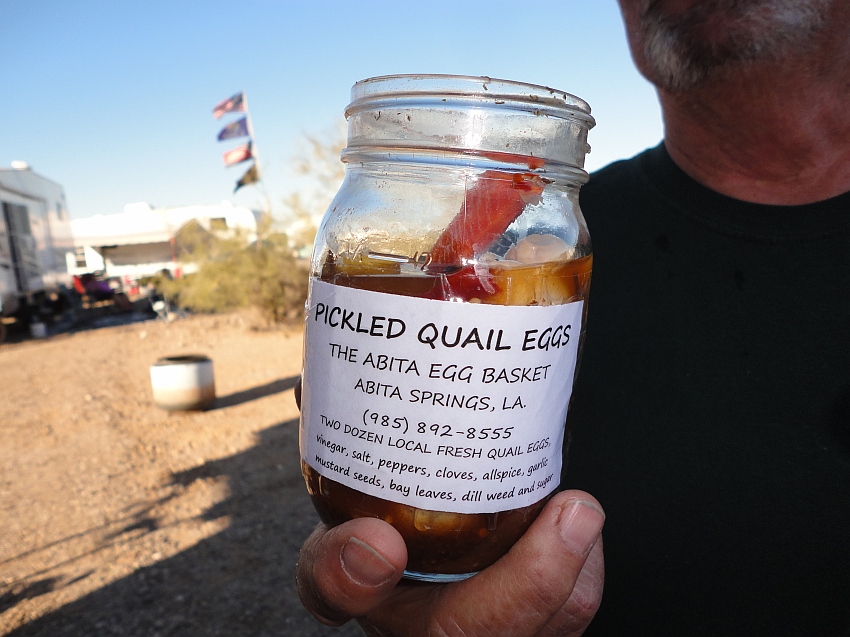 PICKLED QUAIL EGGS
THE ABITA EGG BASKET
ABITA SPRINGS, LA.
(985) 892-8555
TWO DOZEN LOCAL FRESH QUAIL EGGS,
vinegar, salt, peppers, cloves, allspice, garlic
mustard seeds, bay leaves, dill weed and sugar